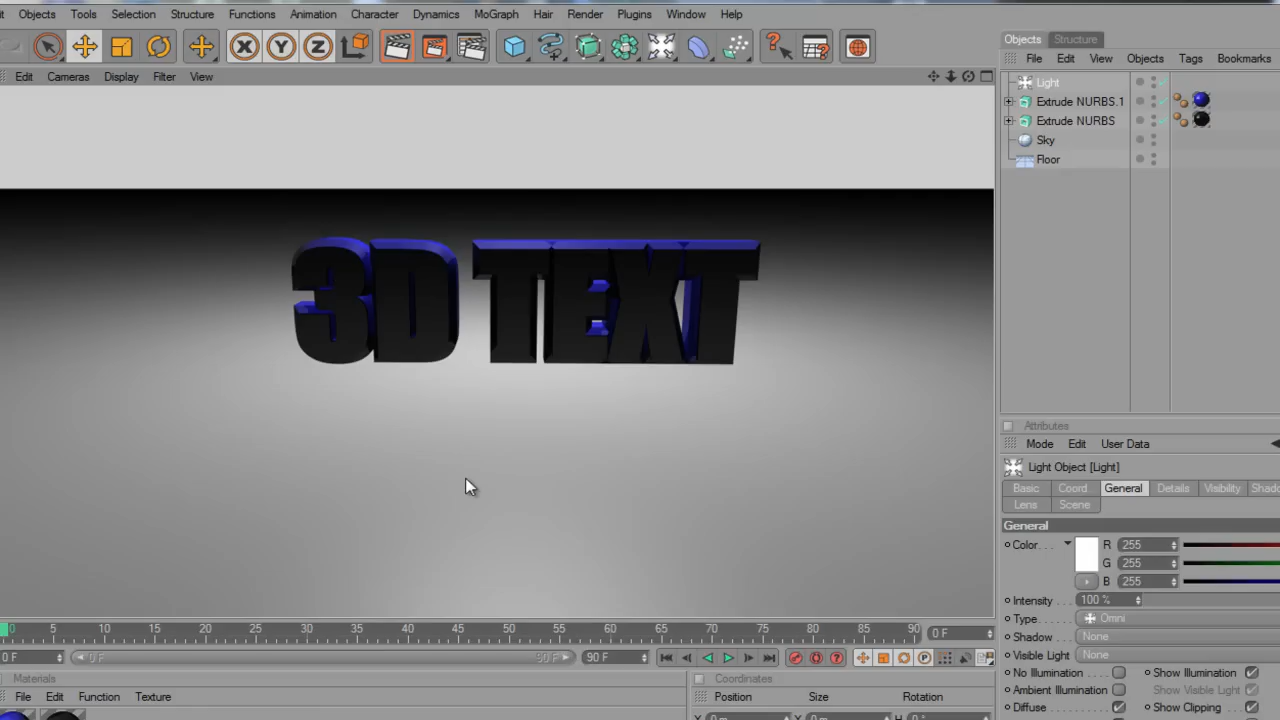 Objects Tools Selection Structure Functions Animation Character Dynamics MoGraph Hair Render Plugins Window Help
Edit Cameras Display Filter View
3D TEXT
0 5 10 15 20 25 30 35 40 45 50 55 60 65 70 75 80 85 90 0 F
0 F 0 F 90 F 90 F
Materials
File Edit Function Texture
Coordinates
Position Size Rotation
X 0 m X 0 m H 0 °
Objects Structure
File Edit View Objects Tags Bookmarks
Light
Extrude NURBS.1
Extrude NURBS
Sky
Floor
Attributes
Mode Edit User Data
Light Object [Light]
Basic Coord. General Details Visibility Shado
Lens Scene
General
Color. . . R 255
G 255
B 255
Intensity . . . . 100 %
Type. . . . . . . Omni
Shadow . . . . None
Visible Light . None
No Illumination . . . . Show Illumination
Ambient Illumination Show Visible Light
Diffuse . . . . . . . . . Show Clipping . .